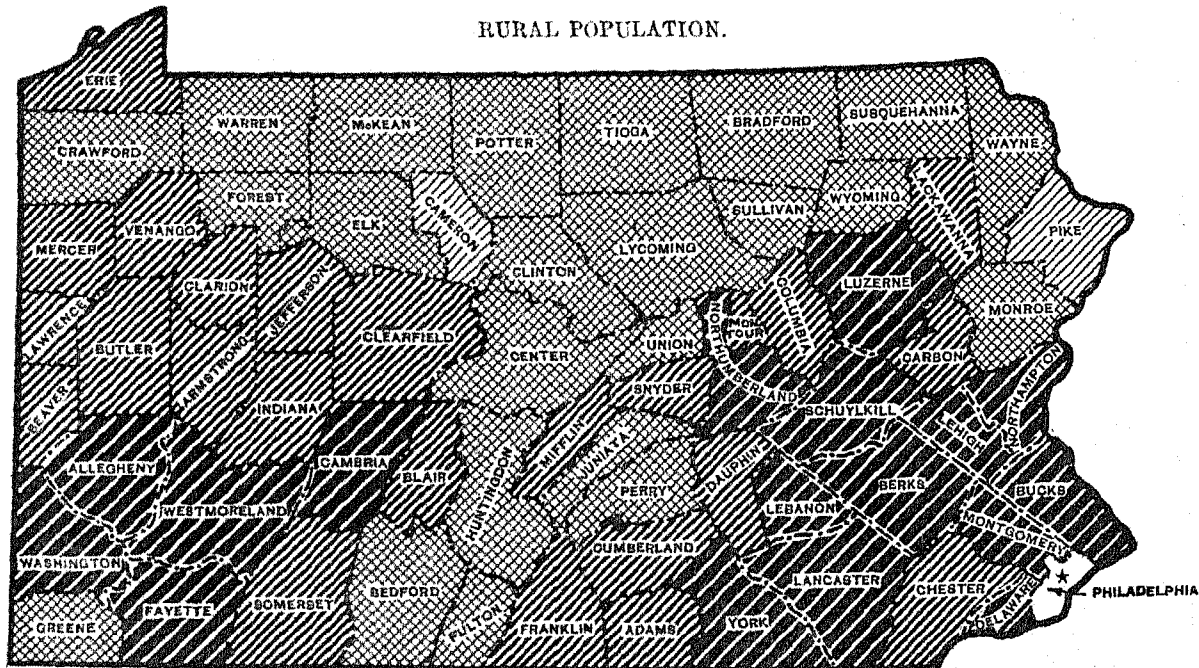 RURAL POPULATION.
ERIE
CRAWFORD
WARREN
McKEAN
POTTER
TIOGA
BRADFORD
SUSQUEHANNA
WAYNE
MERCER
VENANGO
FOREST
ELK
CAMERON
CLINTON
LYCOMING
SULLIVAN
WYOMING
LACKAWANNA
PIKE
LAWRENCE
BUTLER
CLARION
JEFFERSON
CLEARFIELD
CENTER
UNION
NORTHUMBERLAND
MONTOUR
COLUMBIA
LUZERNE
CARBON
MONROE
BEAVER
ARMSTRONG
INDIANA
SNYDER
MIFLIN
JUNIATA
SCHUYLKILL
LEHIGH
NORTHAMPTON
ALLEGHENY
WESTMORELAND
CAMBRIA
BLAIR
HUNTINGDON
PERRY
DAUPHIN
LEBANON
BERKS
BUCKS
MONTGOMERY
WASHINGTON
GREENE
FAYETTE
SOMERSET
BEDFORD
FULTON
FRANKLIN
CUMBERLAND
ADAMS
YORK
LANCASTER
CHESTER
DELAWARE
PHILADELPHIA